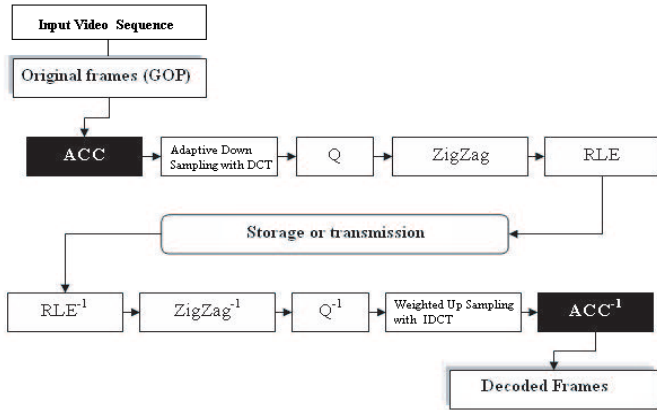 Input Video Sequence
Original frames (GOP)
ACC
Adaptive Down
Sampling with DCT
Q
ZigZag
RLE
Storage or transmission
RLE⁻¹
ZigZag⁻¹
Q⁻¹
Weighted Up Sampling
with IDCT
ACC⁻¹
Decoded Frames